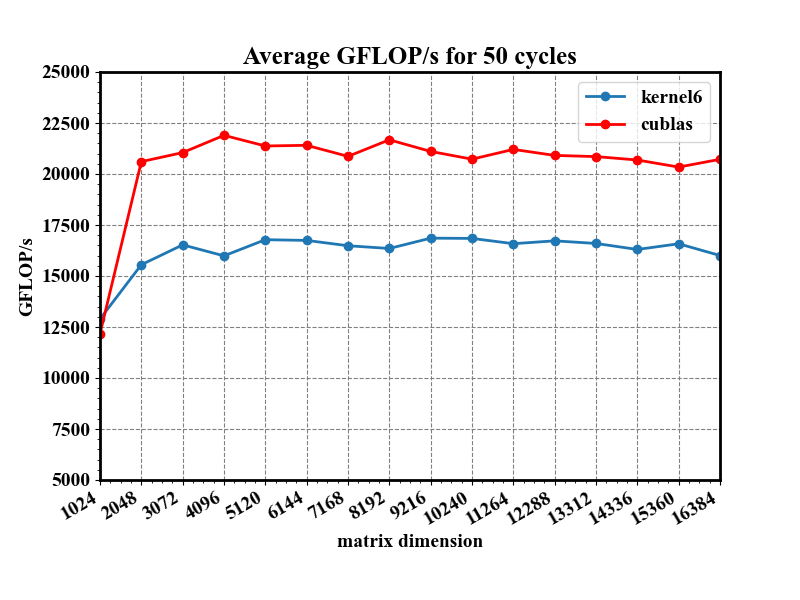 Average GFLOP/s for 50 cycles
kernel6
cublas
25000
22500
20000
17500
15000
12500
10000
7500
5000
GFLOP/s
1024 2048 3072 4096 5120 6144 7168 8192 9216 10240 11264 12288 13312 14336 15360 16384
matrix dimension